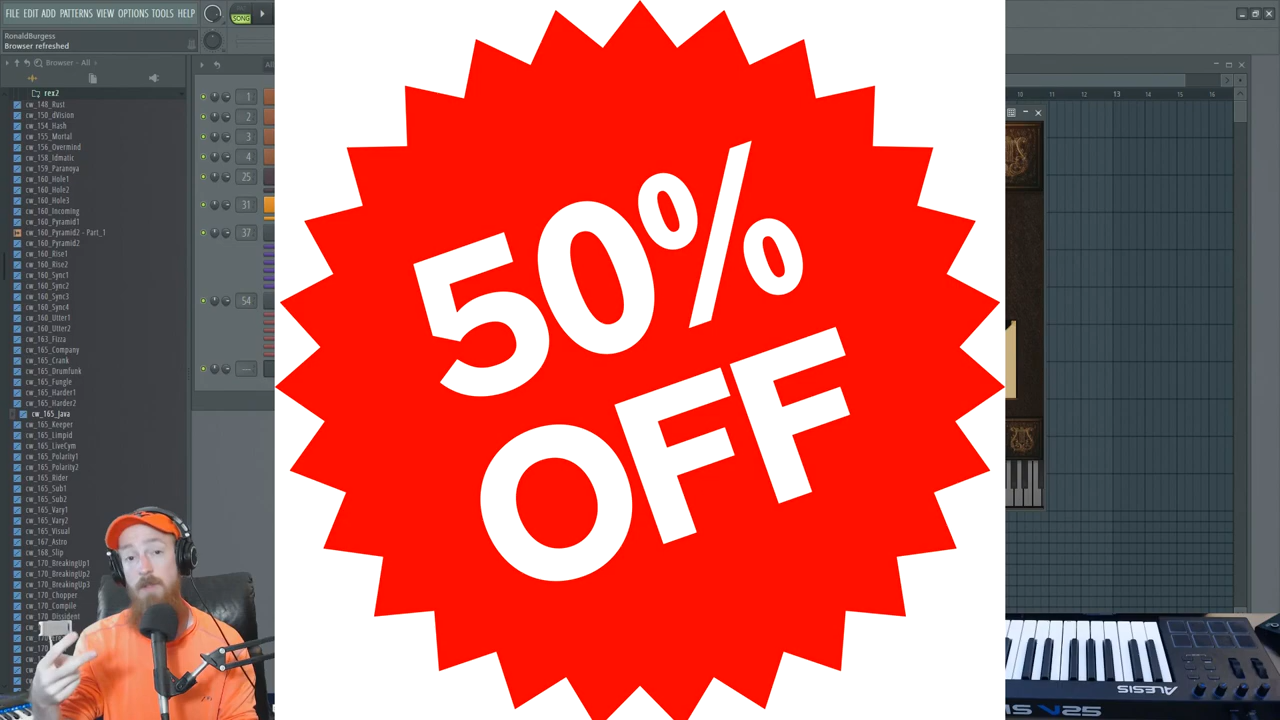 FILE EDIT ADD PATTERNS VIEW OPTIONS TOOLS HELP
SONG
RonaldBurgess
Browser refreshed
Browser - All
rex2
cw_148_Rust
cw_150_dVision
cw_154_Hash
cw_155_Mortal
cw_156_Overmind
cw_158_Idmatic
cw_159_Paranoya
cw_160_Hole1
cw_160_Hole2
cw_160_Hole3
cw_160_Incoming
cw_160_Pyramid1
cw_160_Pyramid2 - Part_1
cw_160_Pyramid2
cw_160_Rise1
cw_160_Rise2
cw_160_Sync1
cw_160_Sync2
cw_160_Sync3
cw_160_Sync4
cw_160_Utter1
cw_160_Utter2
cw_163_Fizza
cw_165_Company
cw_165_Crank
cw_165_Drumfunk
cw_165_Fungle
cw_165_Harder1
cw_165_Harder2
cw_165_Java
cw_165_Keeper
cw_165_Limpid
cw_165_LiveCym
cw_165_Polarity1
cw_165_Polarity2
cw_165_Rider
cw_165_Sub1
cw_165_Sub2
cw_165_Vary1
cw_165_Vary2
cw_165_Visual
cw_167_Astro
cw_168_Slip
cw_170_BreakingUp1
cw_170_BreakingUp2
cw_170_BreakingUp3
cw_170_Chopper
cw_170_Compile
cw_170_Dissident
1
2
3
4
25
31
37
54
50%
OFF
10 11 12 13 14 15 16
ALESIS
V25